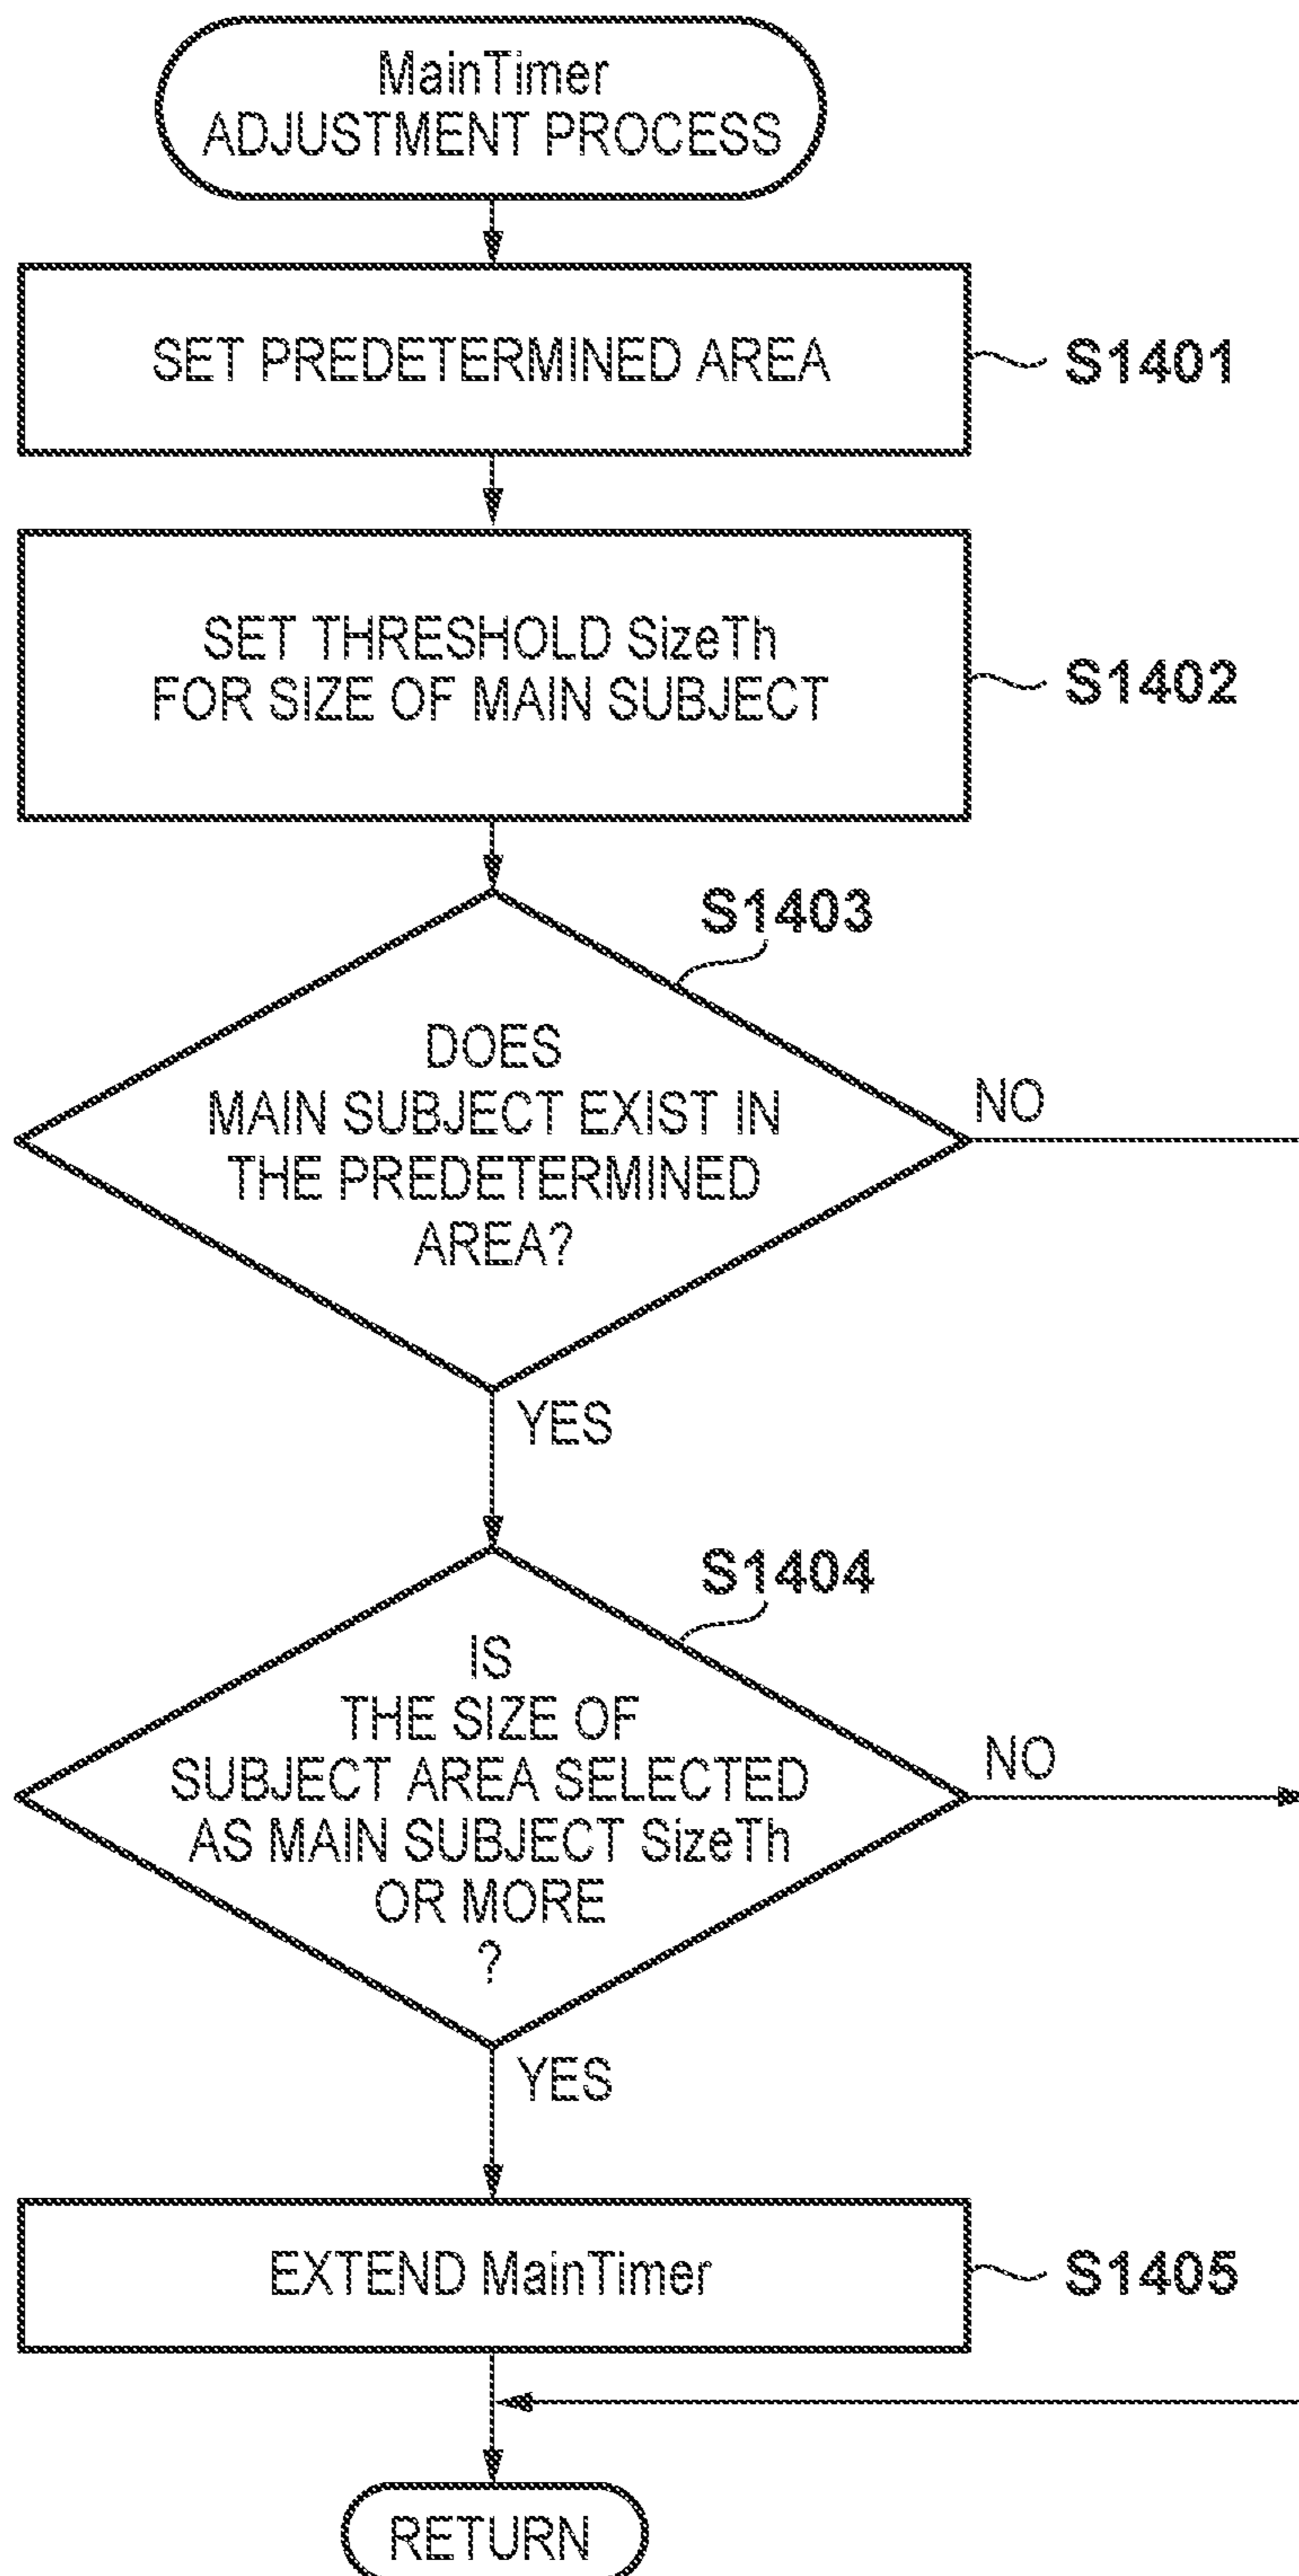 MainTimer
ADJUSTMENT PROCESS
SET PREDETERMINED AREA
S1401
SET THRESHOLD SizeTh
FOR SIZE OF MAIN SUBJECT
S1402
S1403
DOES
MAIN SUBJECT EXIST IN
THE PREDETERMINED
AREA?
NO
YES
S1404
IS
THE SIZE OF
SUBJECT AREA SELECTED
AS MAIN SUBJECT SizeTh
OR MORE
?
NO
YES
EXTEND MainTimer
S1405
RETURN